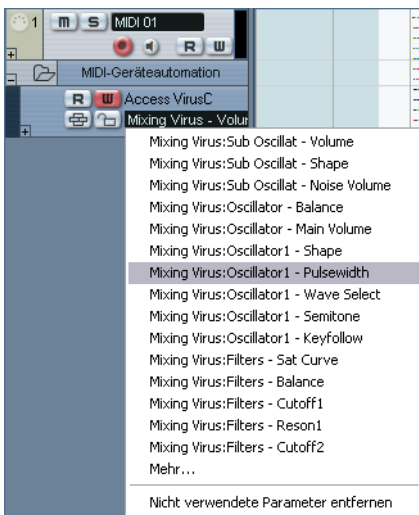 1 M S MIDI 01
R W
MIDI-Geräteautomation
R W Access VirusC
Mixing Virus - Volur
Mixing Virus:Sub Oscillat - Volume
Mixing Virus:Sub Oscillat - Shape
Mixing Virus:Sub Oscillat - Noise Volume
Mixing Virus:Oscillator - Balance
Mixing Virus:Oscillator - Main Volume
Mixing Virus:Oscillator1 - Shape
Mixing Virus:Oscillator1 - Pulsewidth
Mixing Virus:Oscillator1 - Wave Select
Mixing Virus:Oscillator1 - Semitone
Mixing Virus:Oscillator1 - Keyfollow
Mixing Virus:Filters - Sat Curve
Mixing Virus:Filters - Balance
Mixing Virus:Filters - Cutoff1
Mixing Virus:Filters - Reson1
Mixing Virus:Filters - Cutoff2
Mehr...
Nicht verwendete Parameter entfernen